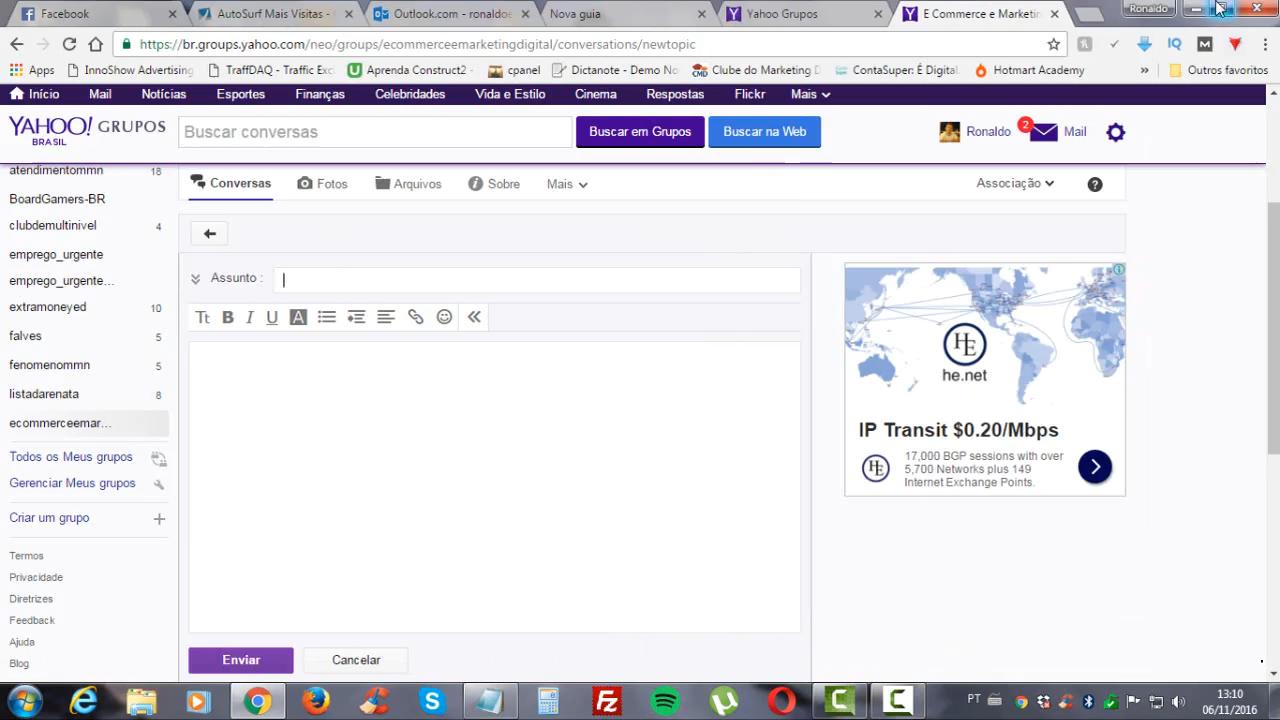 Facebook
AutoSurf Mais Visitas -
Outlook.com - ronaldoe
Nova guia
Yahoo Grupos
E Commerce e Marketin
Ronaldo
https://br.groups.yahoo.com/neo/groups/ecommerceemarketingdigital/conversations/newtopic
Apps
InnoShow Advertising
TraffDAQ - Traffic Exc
Aprenda Construct2 -
cpanel
Dictanote - Demo No
Clube do Marketing D
ContaSuper: É Digital.
Hotmart Academy
»
Outros favoritos
Início
Mail
Notícias
Esportes
Finanças
Celebridades
Vida e Estilo
Cinema
Respostas
Flickr
Mais
YAHOO! GRUPOS
BRASIL
Buscar conversas
Buscar em Grupos
Buscar na Web
Ronaldo
2
Mail
atendimentommn 18
BoardGamers-BR
clubdemultinivel 4
emprego_urgente
emprego_urgente...
extramoneyed 10
falves 5
fenomenommn 5
listadarenata 8
ecommerceemar...
Todos os Meus grupos
Gerenciar Meus grupos
Criar um grupo
Termos
Privacidade
Diretrizes
Feedback
Ajuda
Blog
Conversas
Fotos
Arquivos
Sobre
Mais
Associação
Assunto :
Tt B I U A
Enviar
Cancelar
HE
he.net
IP Transit $0.20/Mbps
HE
17,000 BGP sessions with over
5,700 Networks plus 149
Internet Exchange Points.
PT
13:10
06/11/2016